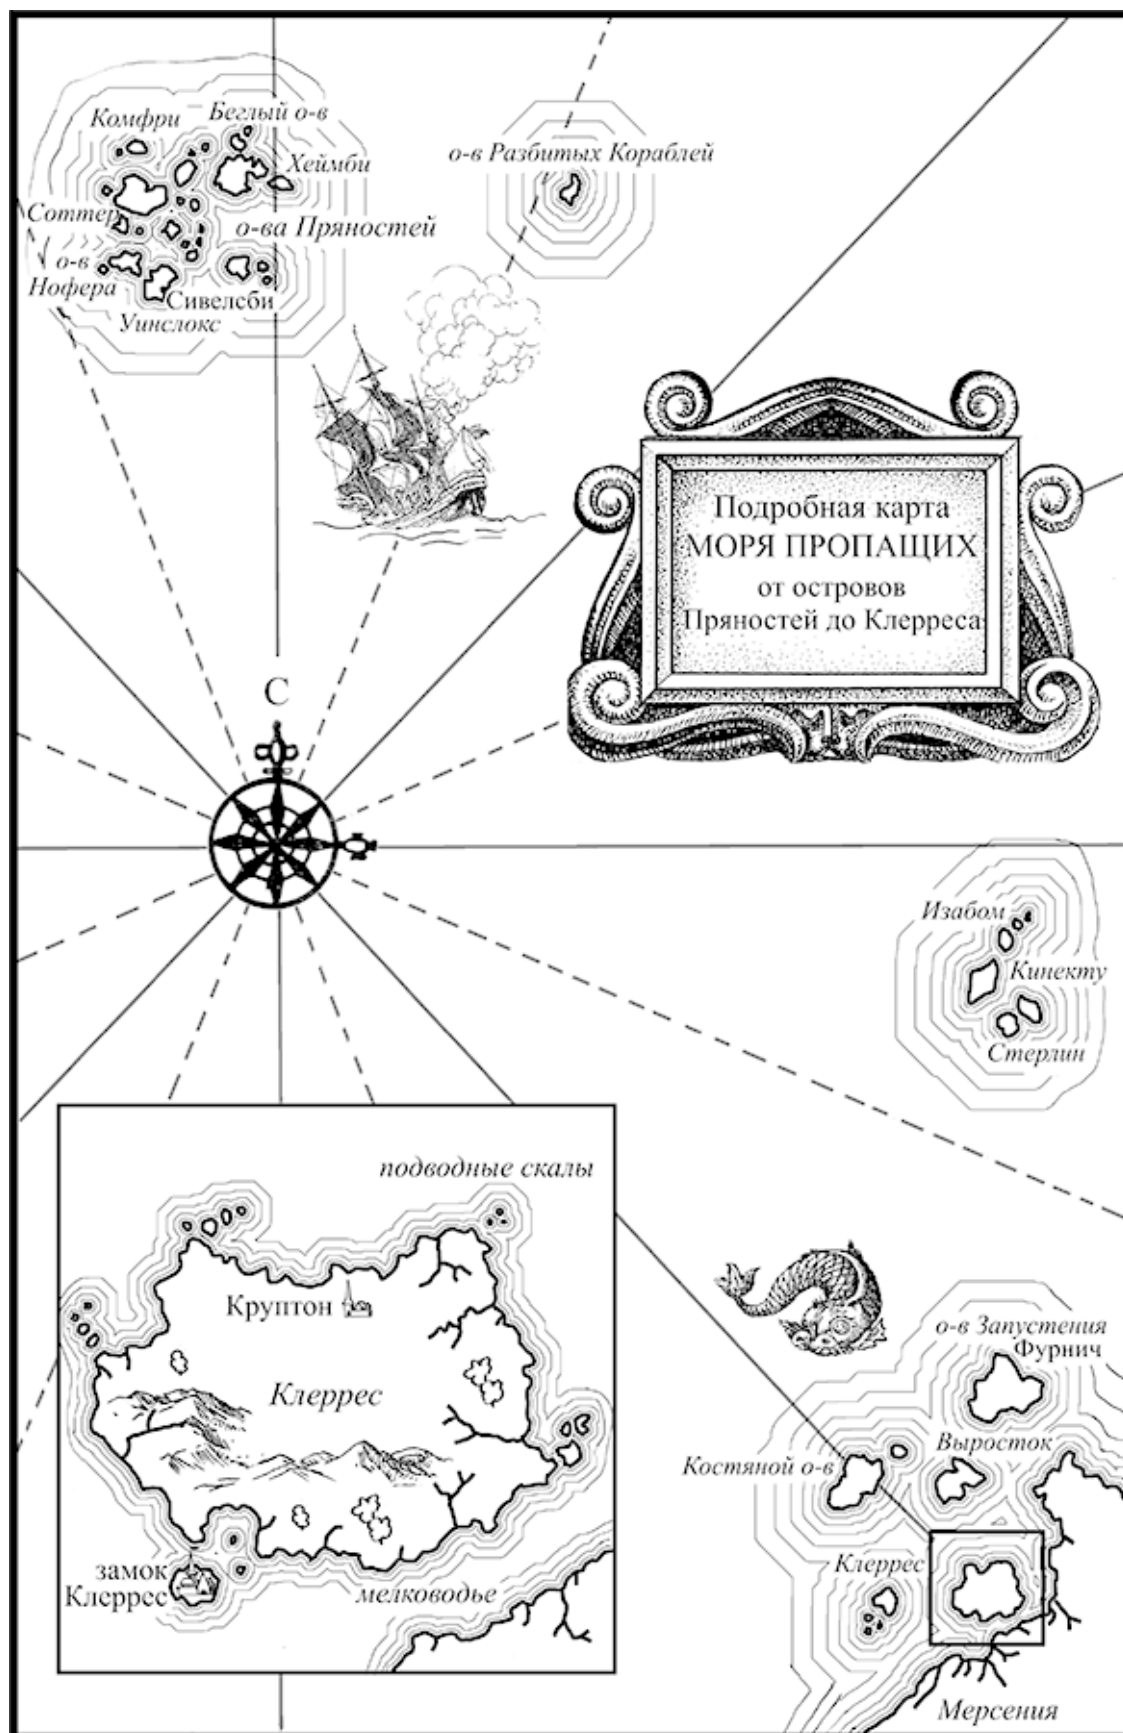 Комфри
Беглый о-в
Хеймби
о-в Разбитых Кораблей
Соттер
о-ва Пряностей
о-в
Нофера
Сивелсби
Уинслокс
Подробная карта
МОРЯ ПРОПАЩИХ
от островов
Пряностей до Клерреса
С
Изабом
Кинекту
Стерлин
подводные скалы
Круптон
Клеррес
замок
Клеррес
мелководье
о-в Запустения
Фурнич
Выросток
Костяной о-в
Клеррес
Мерсения